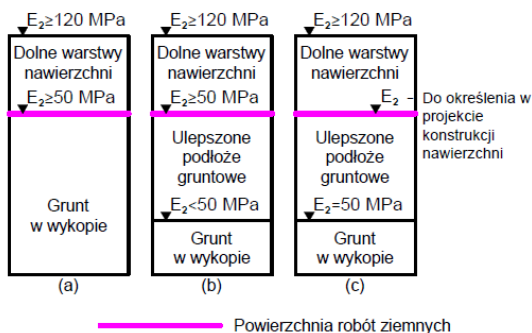 E₂≥120 MPa
Dolne warstwy
nawierzchni
E₂≥50 MPa
Grunt
w wykopie
(a)
E₂≥120 MPa
Dolne warstwy
nawierzchni
E₂≥50 MPa
Ulepszone
podłoże
gruntowe
E₂<50 MPa
Grunt
w wykopie
(b)
E₂≥120 MPa
Dolne warstwy
nawierzchni
E₂ - Do określenia w
projekcie
konstrukcji
nawierzchni
Ulepszone
podłoże
gruntowe
E₂=50 MPa
Grunt
w wykopie
(c)
Powierzchnia robót ziemnych